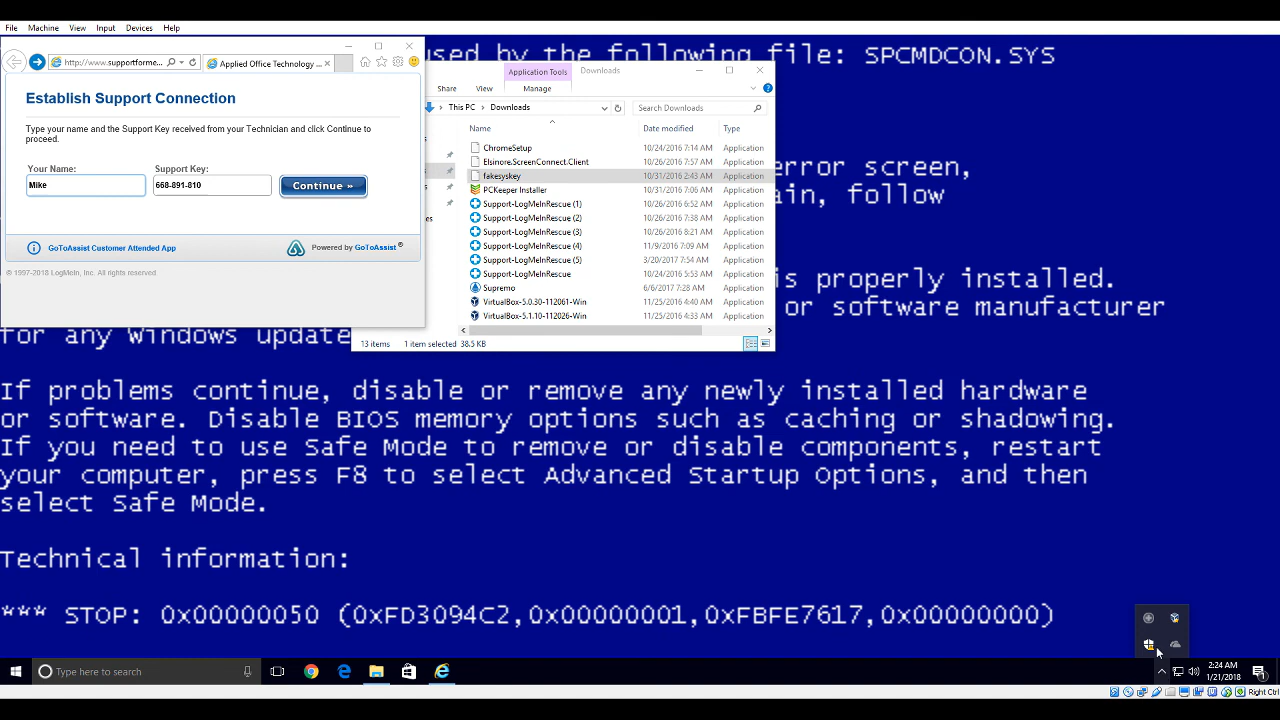 File Machine View Input Devices Help
used by the following file: SPCMDCON.SYS
http://www.supportforme...
Applied Office Technology ...
Establish Support Connection
Type your name and the Support Key received from your Technician and click Continue to
proceed.
Your Name:
Support Key:
Mike
668-891-810
Continue »
GoToAssist Customer Attended App
Powered by GoToAssist®
© 1997-2018 LogMeIn, Inc. All rights reserved
Application Tools
Downloads
Share View Manage
This PC > Downloads
Search Downloads
Name Date modified Type
ChromeSetup 10/24/2016 7:14 AM Application
Elsinore.ScreenConnect.Client 10/26/2016 7:57 AM Application
fakesyskey 10/31/2016 2:43 AM Application
PCKeeper Installer 10/21/2016 7:59 AM Application
Support-LogMeInRescue (1) 10/26/2016 6:52 AM Application
Support-LogMeInRescue (2) 10/26/2016 7:38 AM Application
Support-LogMeInRescue (3) 10/26/2016 8:21 AM Application
Support-LogMeInRescue (4) 11/9/2016 7:09 AM Application
Support-LogMeInRescue (5) 3/20/2017 7:54 AM Application
Support-LogMeInRescue 10/24/2016 5:53 AM Application
Supremo 6/6/2017 7:28 AM Application
VirtualBox-5.0.30-112061-Win 11/25/2016 4:40 AM Application
VirtualBox-5.1.10-112026-Win 11/25/2016 4:33 AM Application
13 items 1 item selected 38.5 KB
error screen,
ain, follow
is properly installed.
or software manufacturer
for any Windows update
If problems continue, disable or remove any newly installed hardware
or software. Disable BIOS memory options such as caching or shadowing.
If you need to use Safe Mode to remove or disable components, restart
your computer, press F8 to select Advanced Startup Options, and then
select Safe Mode.
Technical information:
*** STOP: 0x00000050 (0xFD3094C2,0x00000001,0xFBFE7617,0x00000000)
Type here to search
2:24 AM
1/21/2018
Right Ctrl